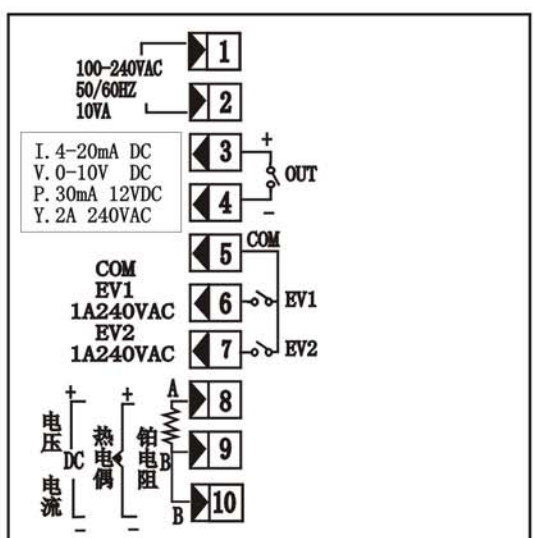 100-240VAC
50/60HZ
10VA
1
2
I.4-20mA DC
V.0-10V DC
P.30mA 12VDC
Y.2A 240VAC
3
+
OUT
4
-
5
COM
COM
EV1
1A240VAC
6
EV1
EV2
1A240VAC
7
EV2
+
电压
DC
电流
-
+
热电偶
-
铂电阻
A
B
B
8
9
10